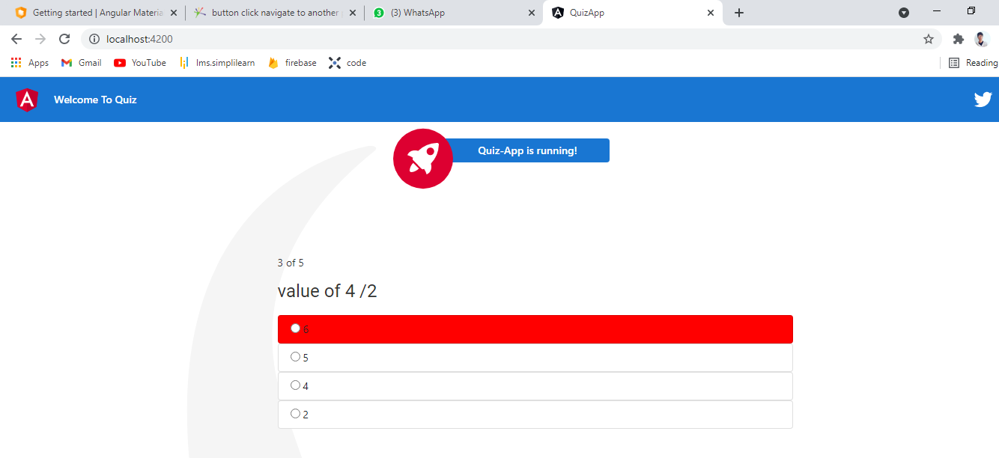 Getting started | Angular Materia
button click navigate to another
3 (3) WhatsApp
QuizApp
localhost:4200
Apps
Gmail
YouTube
lms.simplilearn
firebase
code
Reading
Welcome To Quiz
Quiz-App is running!
3 of 5
value of 4 /2
6
5
4
2